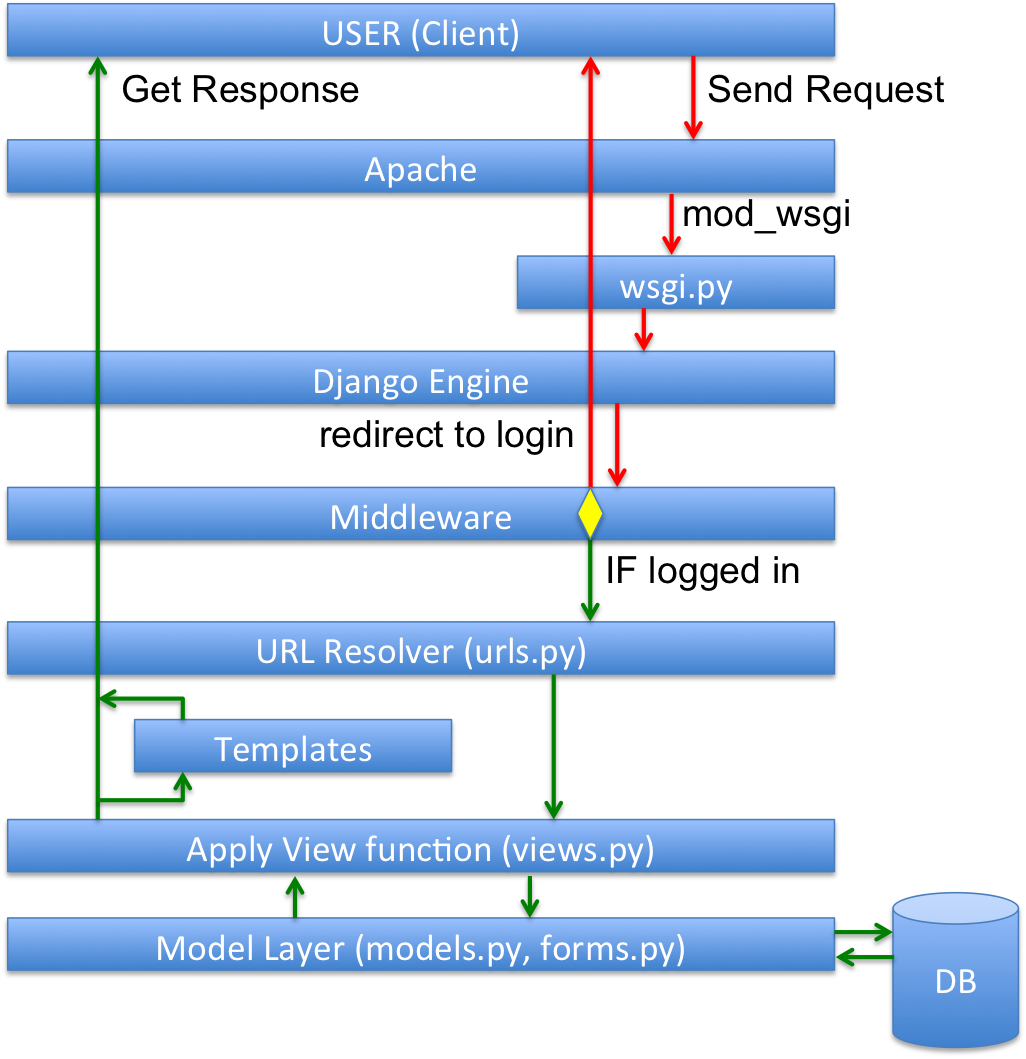 USER (Client)
Get Response
Send Request
Apache
mod_wsgi
wsgi.py
Django Engine
redirect to login
Middleware
IF logged in
URL Resolver (urls.py)
Templates
Apply View function (views.py)
Model Layer (models.py, forms.py)
DB